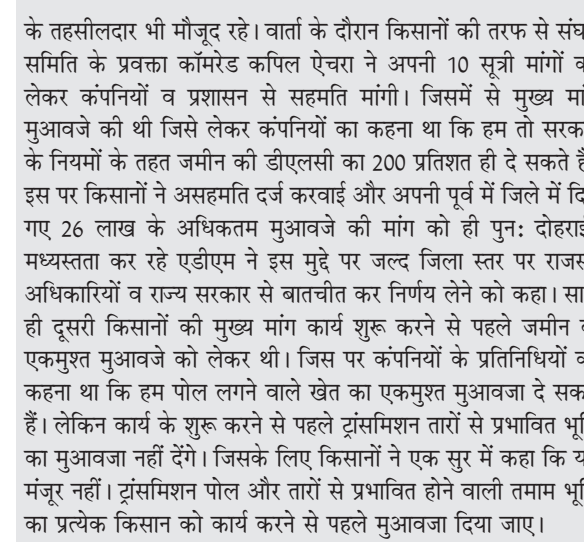 के तहसीलदार भी मौजूद रहे। वार्ता के दौरान किसानों की तरफ से संघ
समिति के प्रवक्ता कॉमरेड कपिल ऐचरा ने अपनी 10 सूत्री मांगों
लेकर कंपनियों व प्रशासन से सहमति मांगी। जिसमें से मुख्य मां
मुआवजे की थी जिसे लेकर कंपनियों का कहना था कि हम तो सरक
के नियमों के तहत जमीन की डीएलसी का 200 प्रतिशत ही दे सकते है
इस पर किसानों ने असहमति दर्ज करवाई और अपनी पूर्व में जिले में दि
गए 26 लाख के अधिकतम मुआवजे की मांग को ही पुन: दोहराई
मध्यस्तता कर रहे एडीएम ने इस मुद्दे पर जल्द जिला स्तर पर राजस
अधिकारियों व राज्य सरकार से बातचीत कर निर्णय लेने को कहा। सा
ही दूसरी किसानों की मुख्य मांग कार्य शुरू करने से पहले जमीन
एकमुश्त मुआवजे को लेकर थी। जिस पर कंपनियों के प्रतिनिधियों
कहना था कि हम पोल लगने वाले खेत का एकमुश्त मुआवजा दे सक
हैं। लेकिन कार्य के शुरू करने से पहले ट्रांसमिशन तारों से प्रभावित भूमि
का मुआवजा नहीं देंगे। जिसके लिए किसानों ने एक सुर में कहा कि य
मंजूर नहीं। ट्रांसमिशन पोल और तारों से प्रभावित होने वाली तमाम भूमि
का प्रत्येक किसान को कार्य करने से पहले मुआवजा दिया जाए।